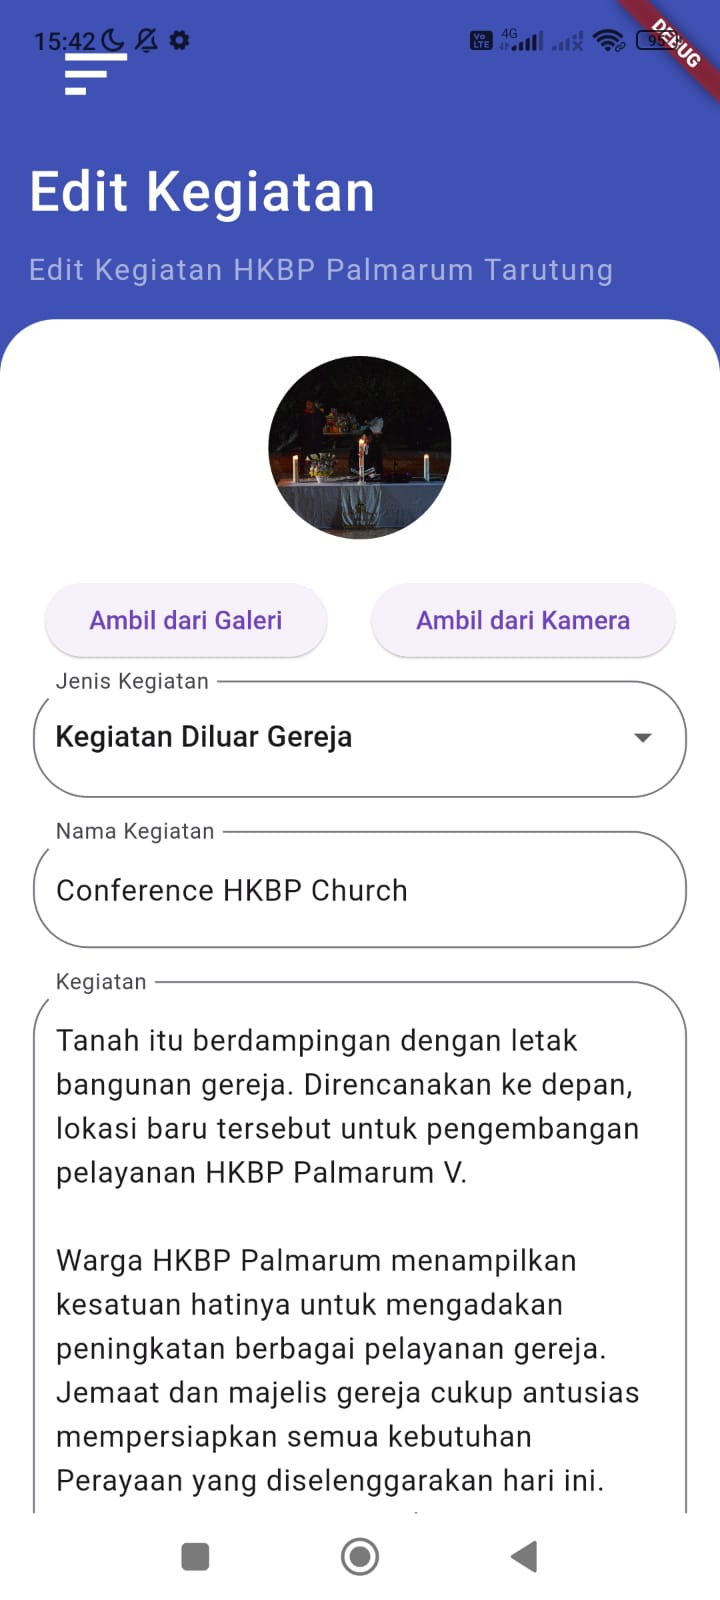 15:42
Vo LTE
4G
DEBUG
Edit Kegiatan
Edit Kegiatan HKBP Palmarum Tarutung
Ambil dari Galeri
Ambil dari Kamera
Jenis Kegiatan
Kegiatan Diluar Gereja
Nama Kegiatan
Conference HKBP Church
Kegiatan
Tanah itu berdampingan dengan letak
bangunan gereja. Direncanakan ke depan,
lokasi baru tersebut untuk pengembangan
pelayanan HKBP Palmarum V.
Warga HKBP Palmarum menampilkan
kesatuan hatinya untuk mengadakan
peningkatan berbagai pelayanan gereja.
Jemaat dan majelis gereja cukup antusias
mempersiapkan semua kebutuhan
Perayaan yang diselenggarakan hari ini.